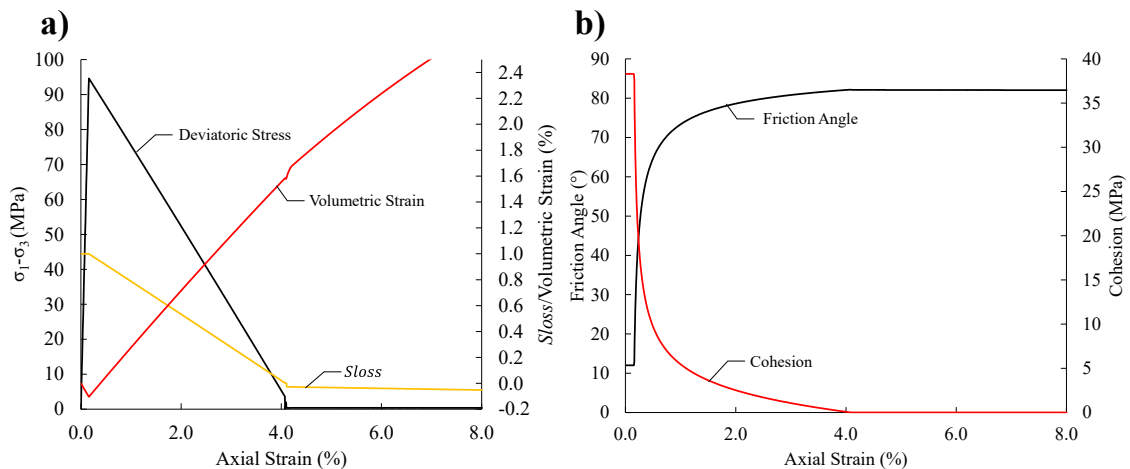 a)
100
90
80
70
60
50
40
30
20
10
0
σ1-σ3 (MPa)
Deviatoric Stress
Volumetric Strain
Sloss
2.4
2.2
2.0
1.8
1.6
1.4
1.2
1.0
0.8
0.6
0.4
0.2
0.0
-0.2
Sloss/Volumetric Strain (%)
0.0 2.0 4.0 6.0 8.0
Axial Strain (%)
b)
90
80
70
60
50
40
30
20
10
0
Friction Angle (°)
Friction Angle
Cohesion
40
35
30
25
20
15
10
5
0
Cohesion (MPa)
0.0 2.0 4.0 6.0 8.0
Axial Strain (%)